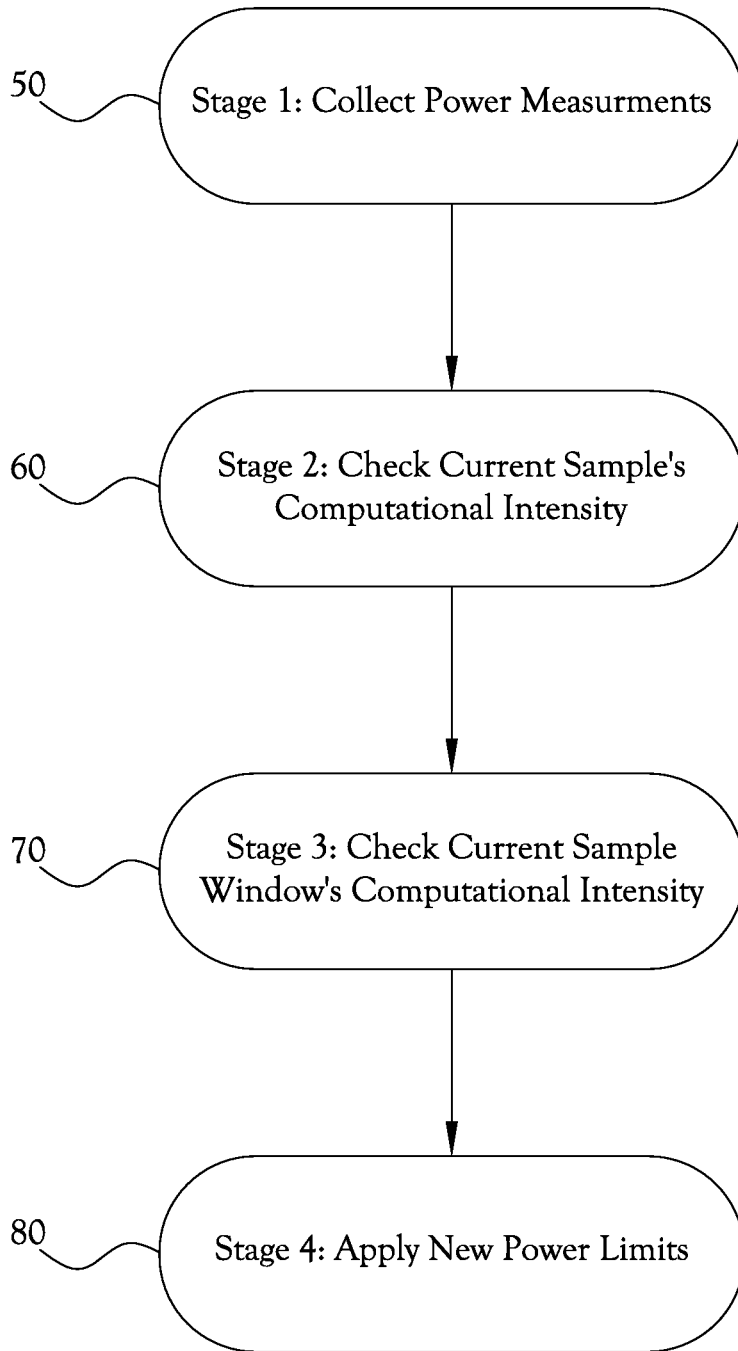 50
Stage 1: Collect Power Measurments
60
Stage 2: Check Current Sample's
Computational Intensity
70
Stage 3: Check Current Sample
Window's Computational Intensity
80
Stage 4: Apply New Power Limits